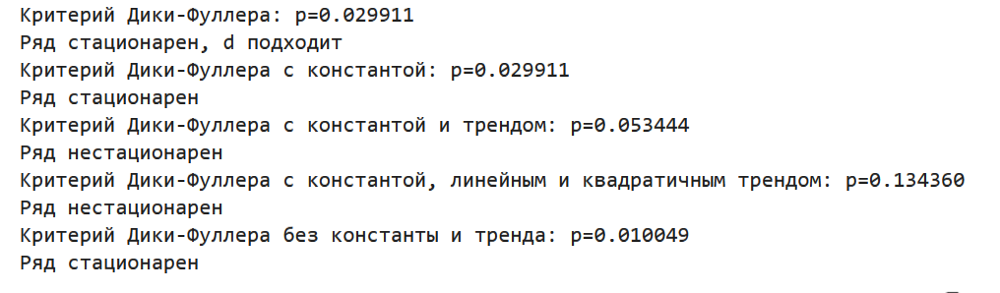 Критерий Дики-Фуллера: p=0.029911
Ряд стационарен, d подходит
Критерий Дики-Фуллера с константой: p=0.029911
Ряд стационарен
Критерий Дики-Фуллера с константой и трендом: p=0.053444
Ряд нестационарен
Критерий Дики-Фуллера с константой, линейным и квадратичным трендом: p=0.134360
Ряд нестационарен
Критерий Дики-Фуллера без константы и тренда: p=0.010049
Ряд стационарен